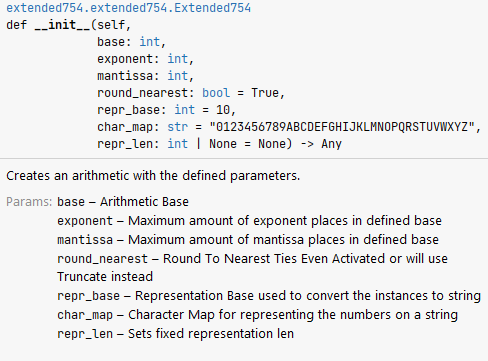 extended754.extended754.Extended754
def __init__(self,
base: int,
exponent: int,
mantissa: int,
round_nearest: bool = True,
repr_base: int = 10,
char_map: str = "0123456789ABCDEFGHIJKLMNOPQRSTUVWXYZ",
repr_len: int | None = None) -> Any
Creates an arithmetic with the defined parameters.
Params: base – Arithmetic Base
exponent – Maximum amount of exponent places in defined base
mantissa – Maximum amount of mantissa places in defined base
round_nearest – Round To Nearest Ties Even Activated or will use
Truncate instead
repr_base – Representation Base used to convert the instances to string
char_map – Character Map for representing the numbers on a string
repr_len – Sets fixed representation len